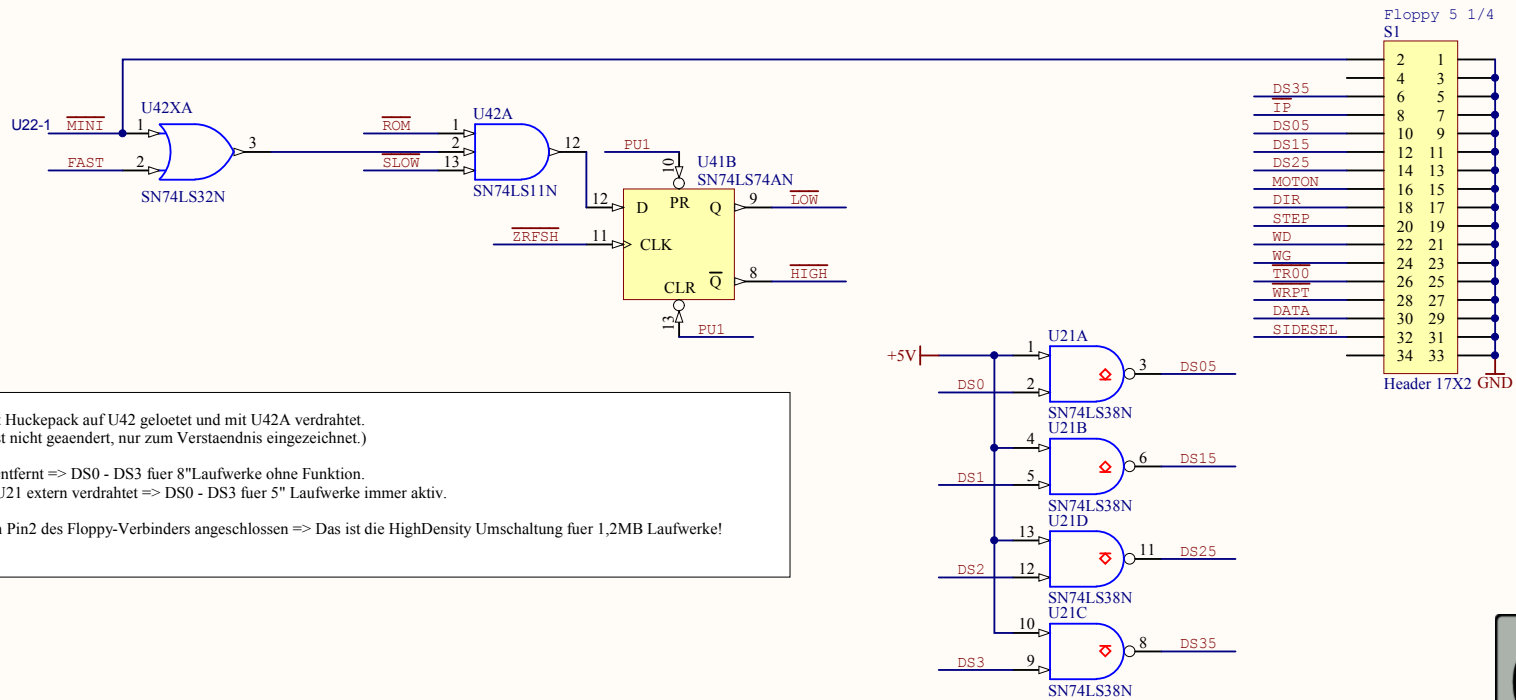 Floppy 5 1/4
S1
2 1
4 3
DS35 6 5
IP 8 7
DS05 10 9
DS15 12 11
DS25 14 13
MOTON 16 15
DIR 18 17
STEP 20 19
WD 22 21
WG 24 23
TR00 26 25
WRPT 28 27
DATA 30 29
SIDESEL 32 31
34 33
Header 17X2 GND
U42XA
U22-1 MINI 1
3
FAST 2
SN74LS32N
U42A
ROM 1
2
12
SLOW 13
SN74LS11N
PU1
10
U41B
SN74LS74AN
12 D PR Q 9 LOW
ZRFSH 11 CLK
Q 8 HIGH
CLR
13
PU1
Huckepack auf U42 geloetet und mit U42A verdrahtet.
st nicht geaendert, nur zum Verstaendnis eingezeichnet.)
ntfernt => DS0 - DS3 fuer 8"Laufwerke ohne Funktion.
U21 extern verdrahtet => DS0 - DS3 fuer 5" Laufwerke immer aktiv.
Pin2 des Floppy-Verbinders angeschlossen => Das ist die HighDensity Umschaltung fuer 1,2MB Laufwerke!
U21A
+5V 1
3 DS05
DS0 2
SN74LS38N
U21B
4
6 DS15
DS1 5
SN74LS38N
U21D
13
11 DS25
DS2 12
SN74LS38N
U21C
10
8 DS35
DS3 9
SN74LS38N